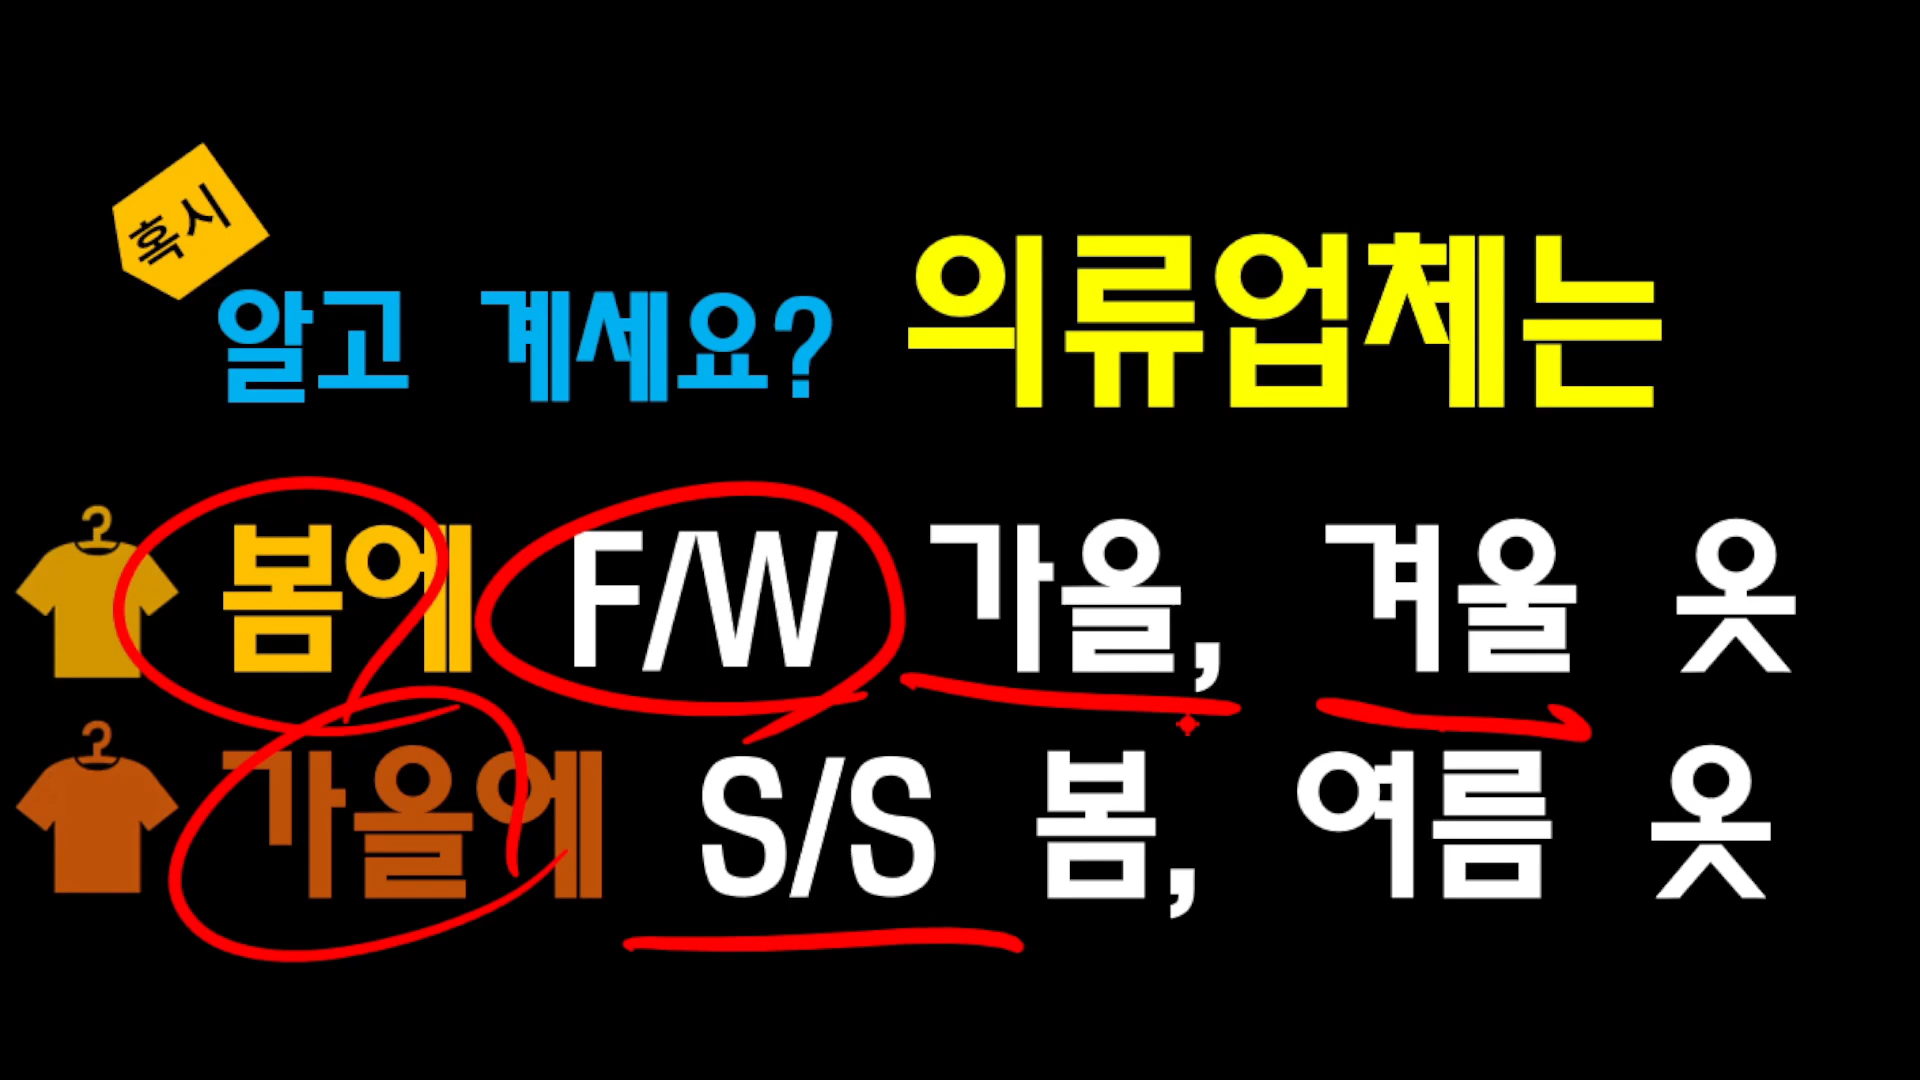 혹시
알고 계세요? 의류업체는
봄에 F/W 가을, 겨울 옷
가을에 S/S 봄, 여름 옷